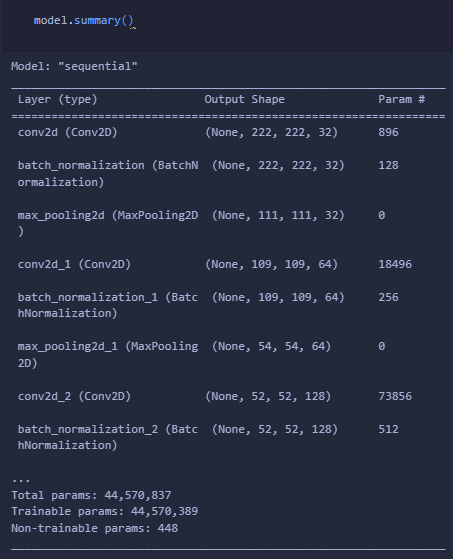 model.summary()
Model: "sequential"
_________________________________________________________________
Layer (type) Output Shape Param #
=================================================================
conv2d (Conv2D) (None, 222, 222, 32) 896
batch_normalization (BatchN (None, 222, 222, 32) 128
ormalization)
max_pooling2d (MaxPooling2D (None, 111, 111, 32) 0
)
conv2d_1 (Conv2D) (None, 109, 109, 64) 18496
batch_normalization_1 (Batc (None, 109, 109, 64) 256
hNormalization)
max_pooling2d_1 (MaxPooling (None, 54, 54, 64) 0
2D)
conv2d_2 (Conv2D) (None, 52, 52, 128) 73856
batch_normalization_2 (Batc (None, 52, 52, 128) 512
hNormalization)
...
Total params: 44,570,837
Trainable params: 44,570,389
Non-trainable params: 448
_________________________________________________________________